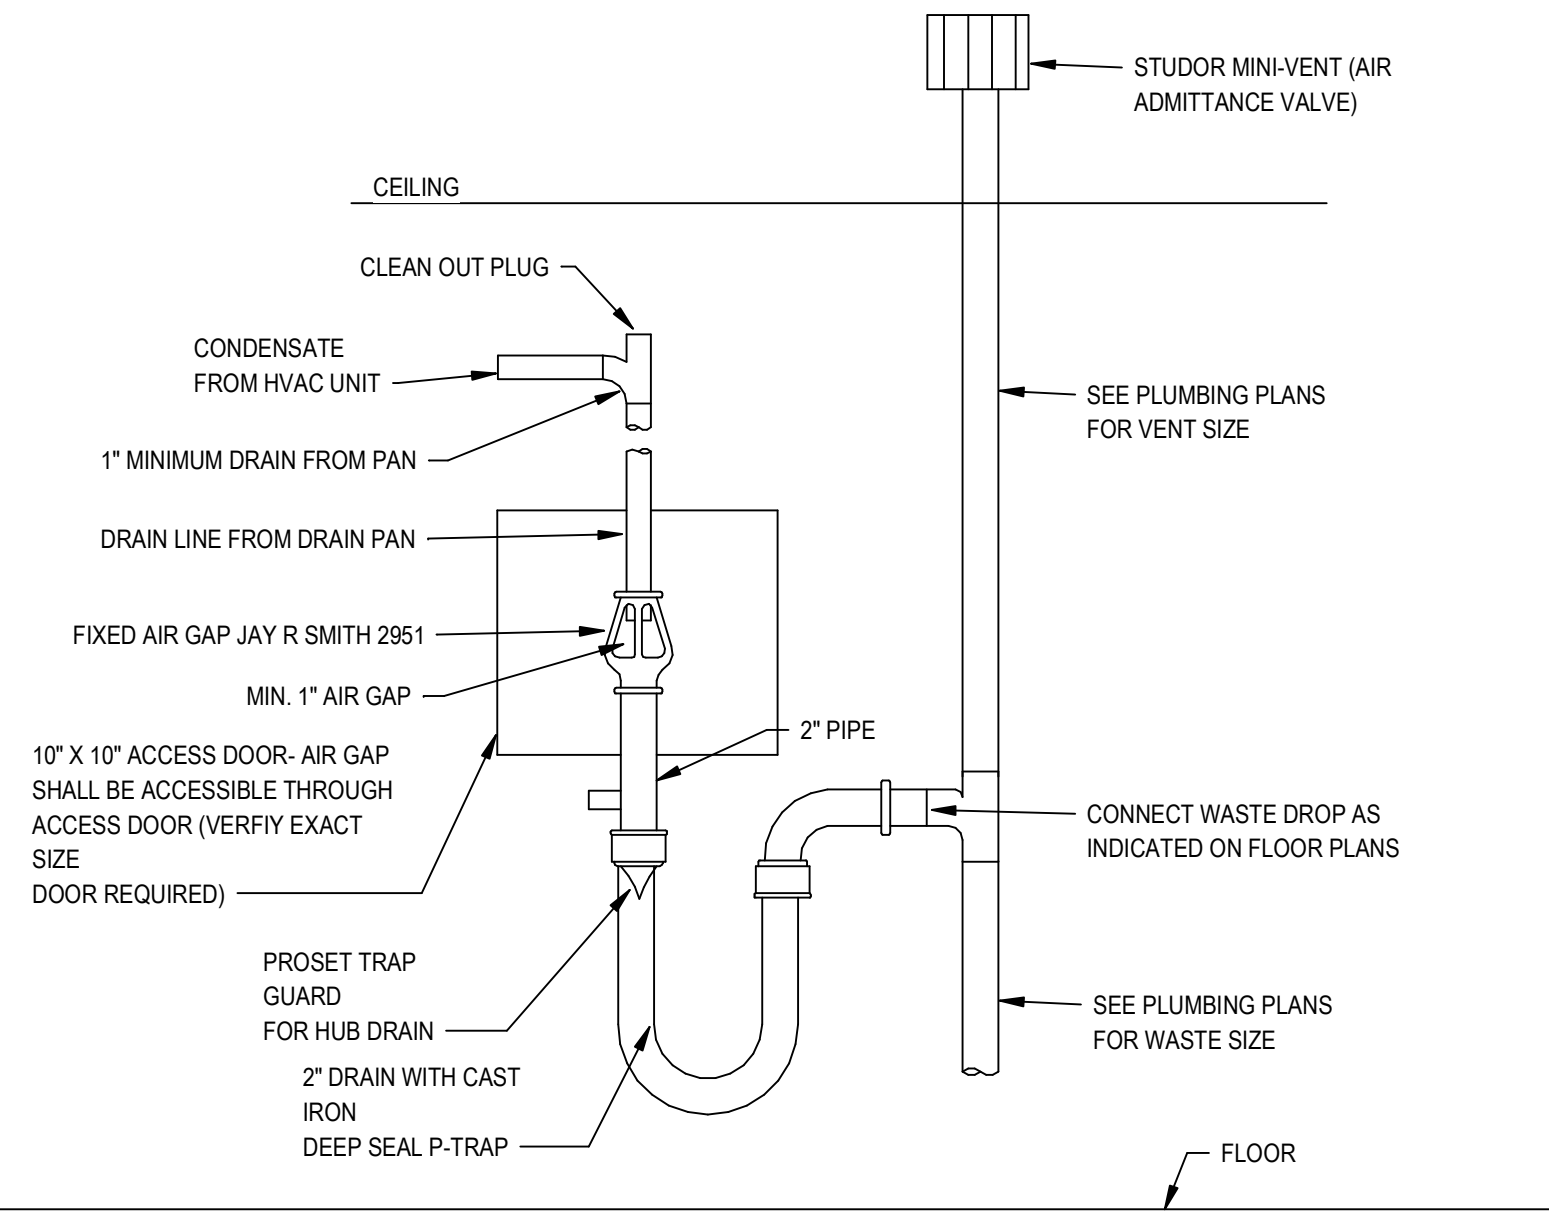 STUDOR MINI-VENT (AIR
ADMITTANCE VALVE)
CEILING
CLEAN OUT PLUG
CONDENSATE
FROM HVAC UNIT
SEE PLUMBING PLANS
FOR VENT SIZE
1" MINIMUM DRAIN FROM PAN
DRAIN LINE FROM DRAIN PAN
FIXED AIR GAP JAY R SMITH 2951
MIN. 1" AIR GAP
2" PIPE
10" X 10" ACCESS DOOR- AIR GAP
SHALL BE ACCESSIBLE THROUGH
ACCESS DOOR (VERFIY EXACT
SIZE
DOOR REQUIRED)
CONNECT WASTE DROP AS
INDICATED ON FLOOR PLANS
PROSET TRAP
GUARD
FOR HUB DRAIN
SEE PLUMBING PLANS
FOR WASTE SIZE
2" DRAIN WITH CAST
IRON
DEEP SEAL P-TRAP
FLOOR